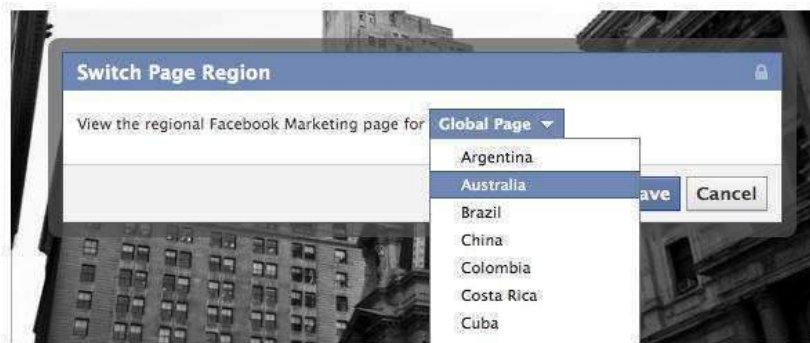 Switch Page Region
View the regional Facebook Marketing page for Global Page
Argentina
Australia
Brazil
China
Colombia
Costa Rica
Cuba
ave Cancel